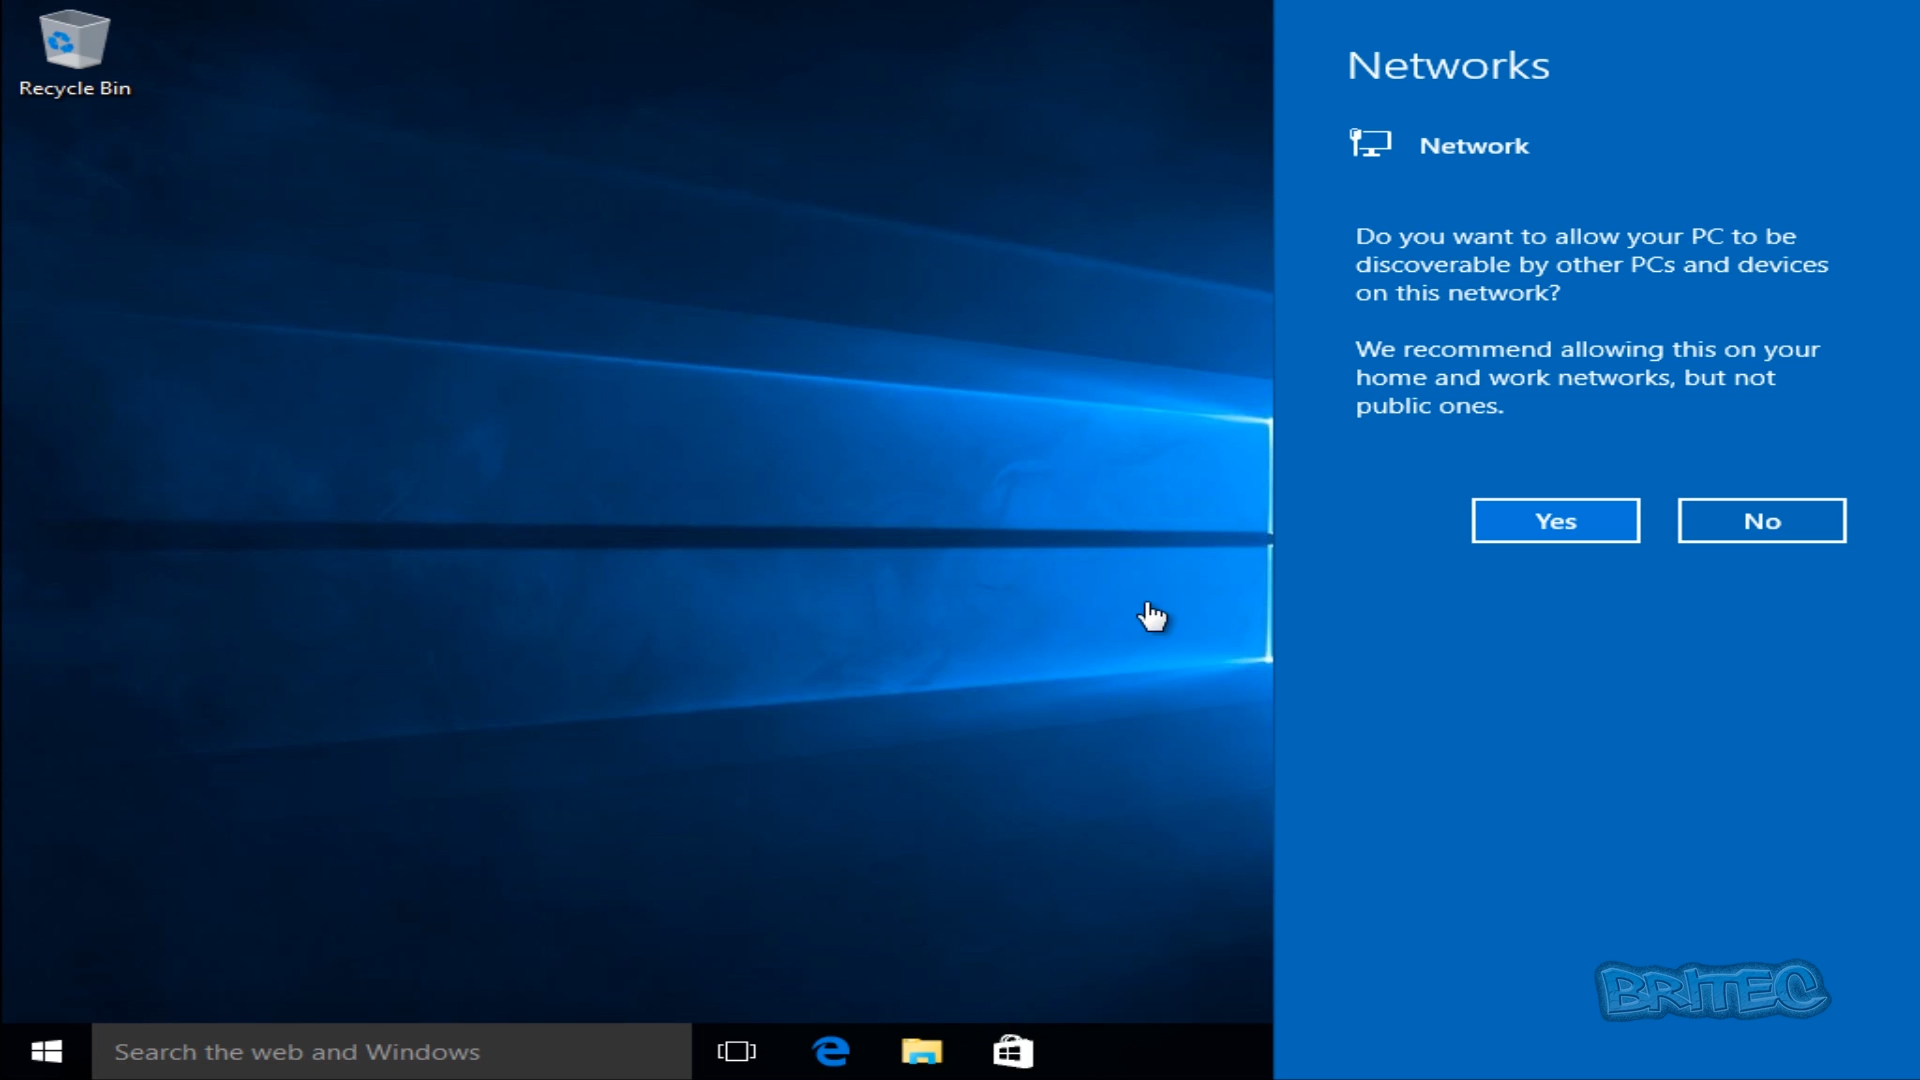 Recycle Bin
Networks
Network
Do you want to allow your PC to be
discoverable by other PCs and devices
on this network?
We recommend allowing this on your
home and work networks, but not
public ones.
Yes
No
BRITEC
Search the web and Windows